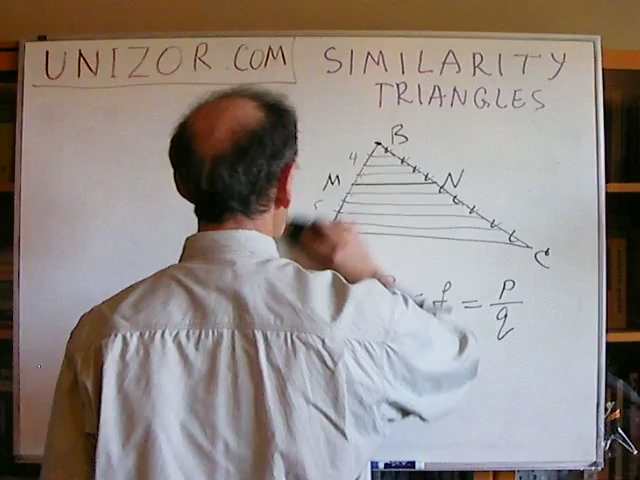 UNIZOR.COM
SIMILARITY
TRIANGLES
B
4
M
N
C
= f = p/q